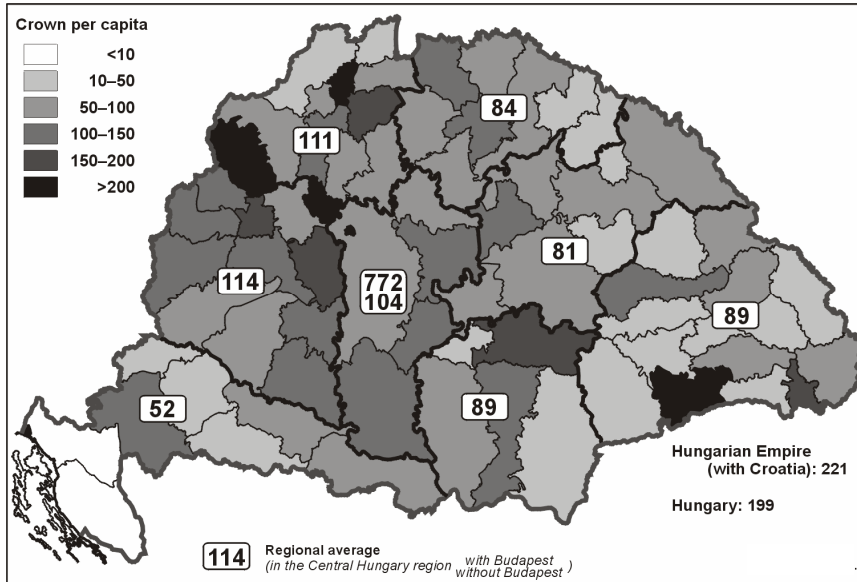 Crown per capita
<10
10–50
50–100
100–150
150–200
>200
84
111
81
772
104
114
89
52
89
Hungarian Empire
(with Croatia): 221
Hungary: 199
114
Regional average
(in the Central Hungary region with Budapest
without Budapest )